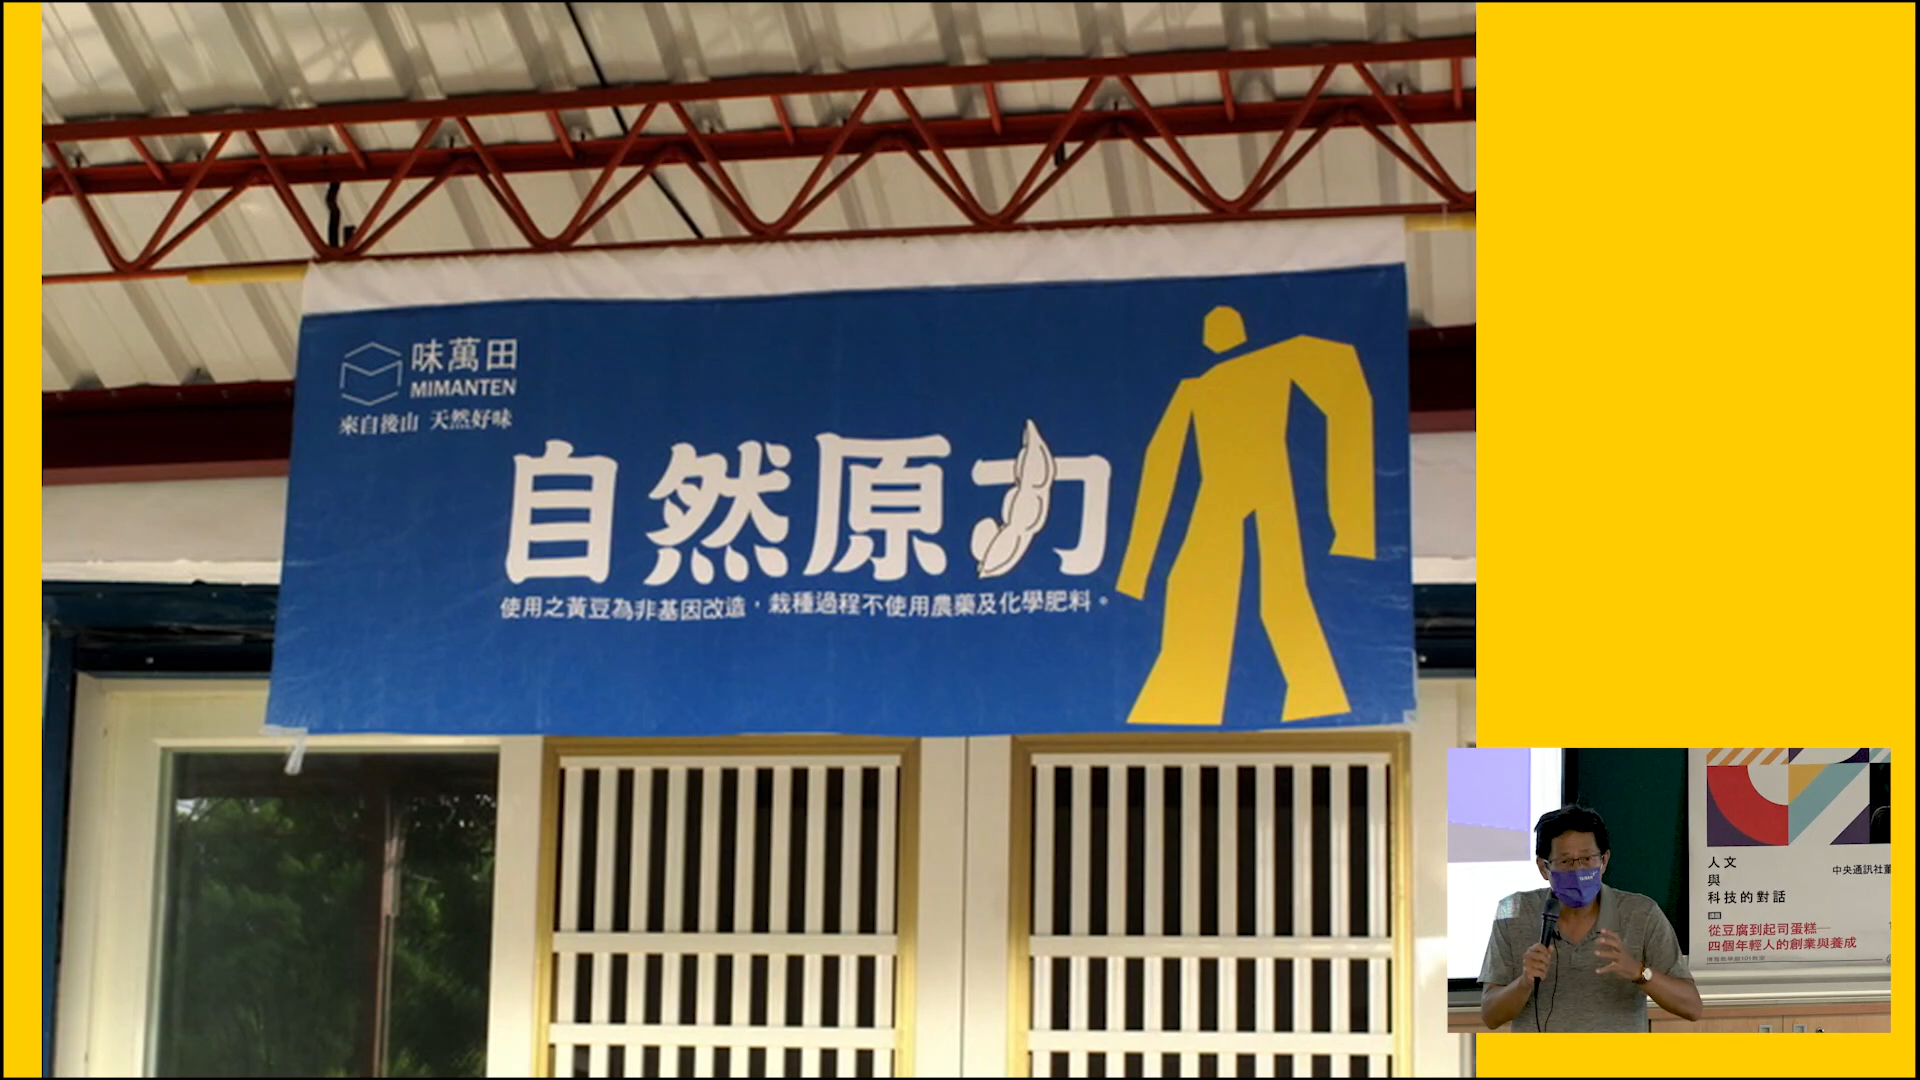 味萬田
MIMANTEN
來自後山 天然好味
自然原力
使用之黃豆為非基因改造，栽種過程不使用農藥及化學肥料。
人文
與
科技的對話
中央通訊社董
講題
從豆腐到起司蛋糕—
四個年輕人的創業與養成